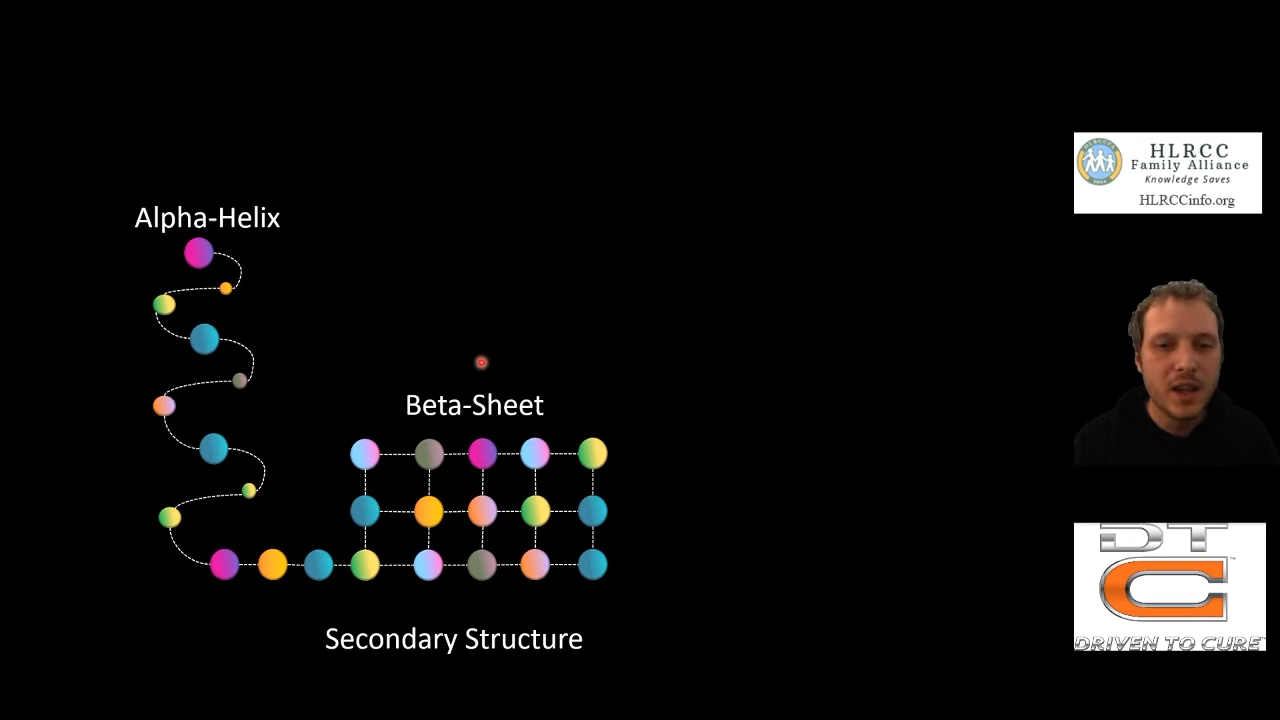 Alpha-Helix
Beta-Sheet
Secondary Structure
HLRCC
Family Alliance
Knowledge Saves
HLRCCinfo.org
DTC
DRIVEN TO CURE